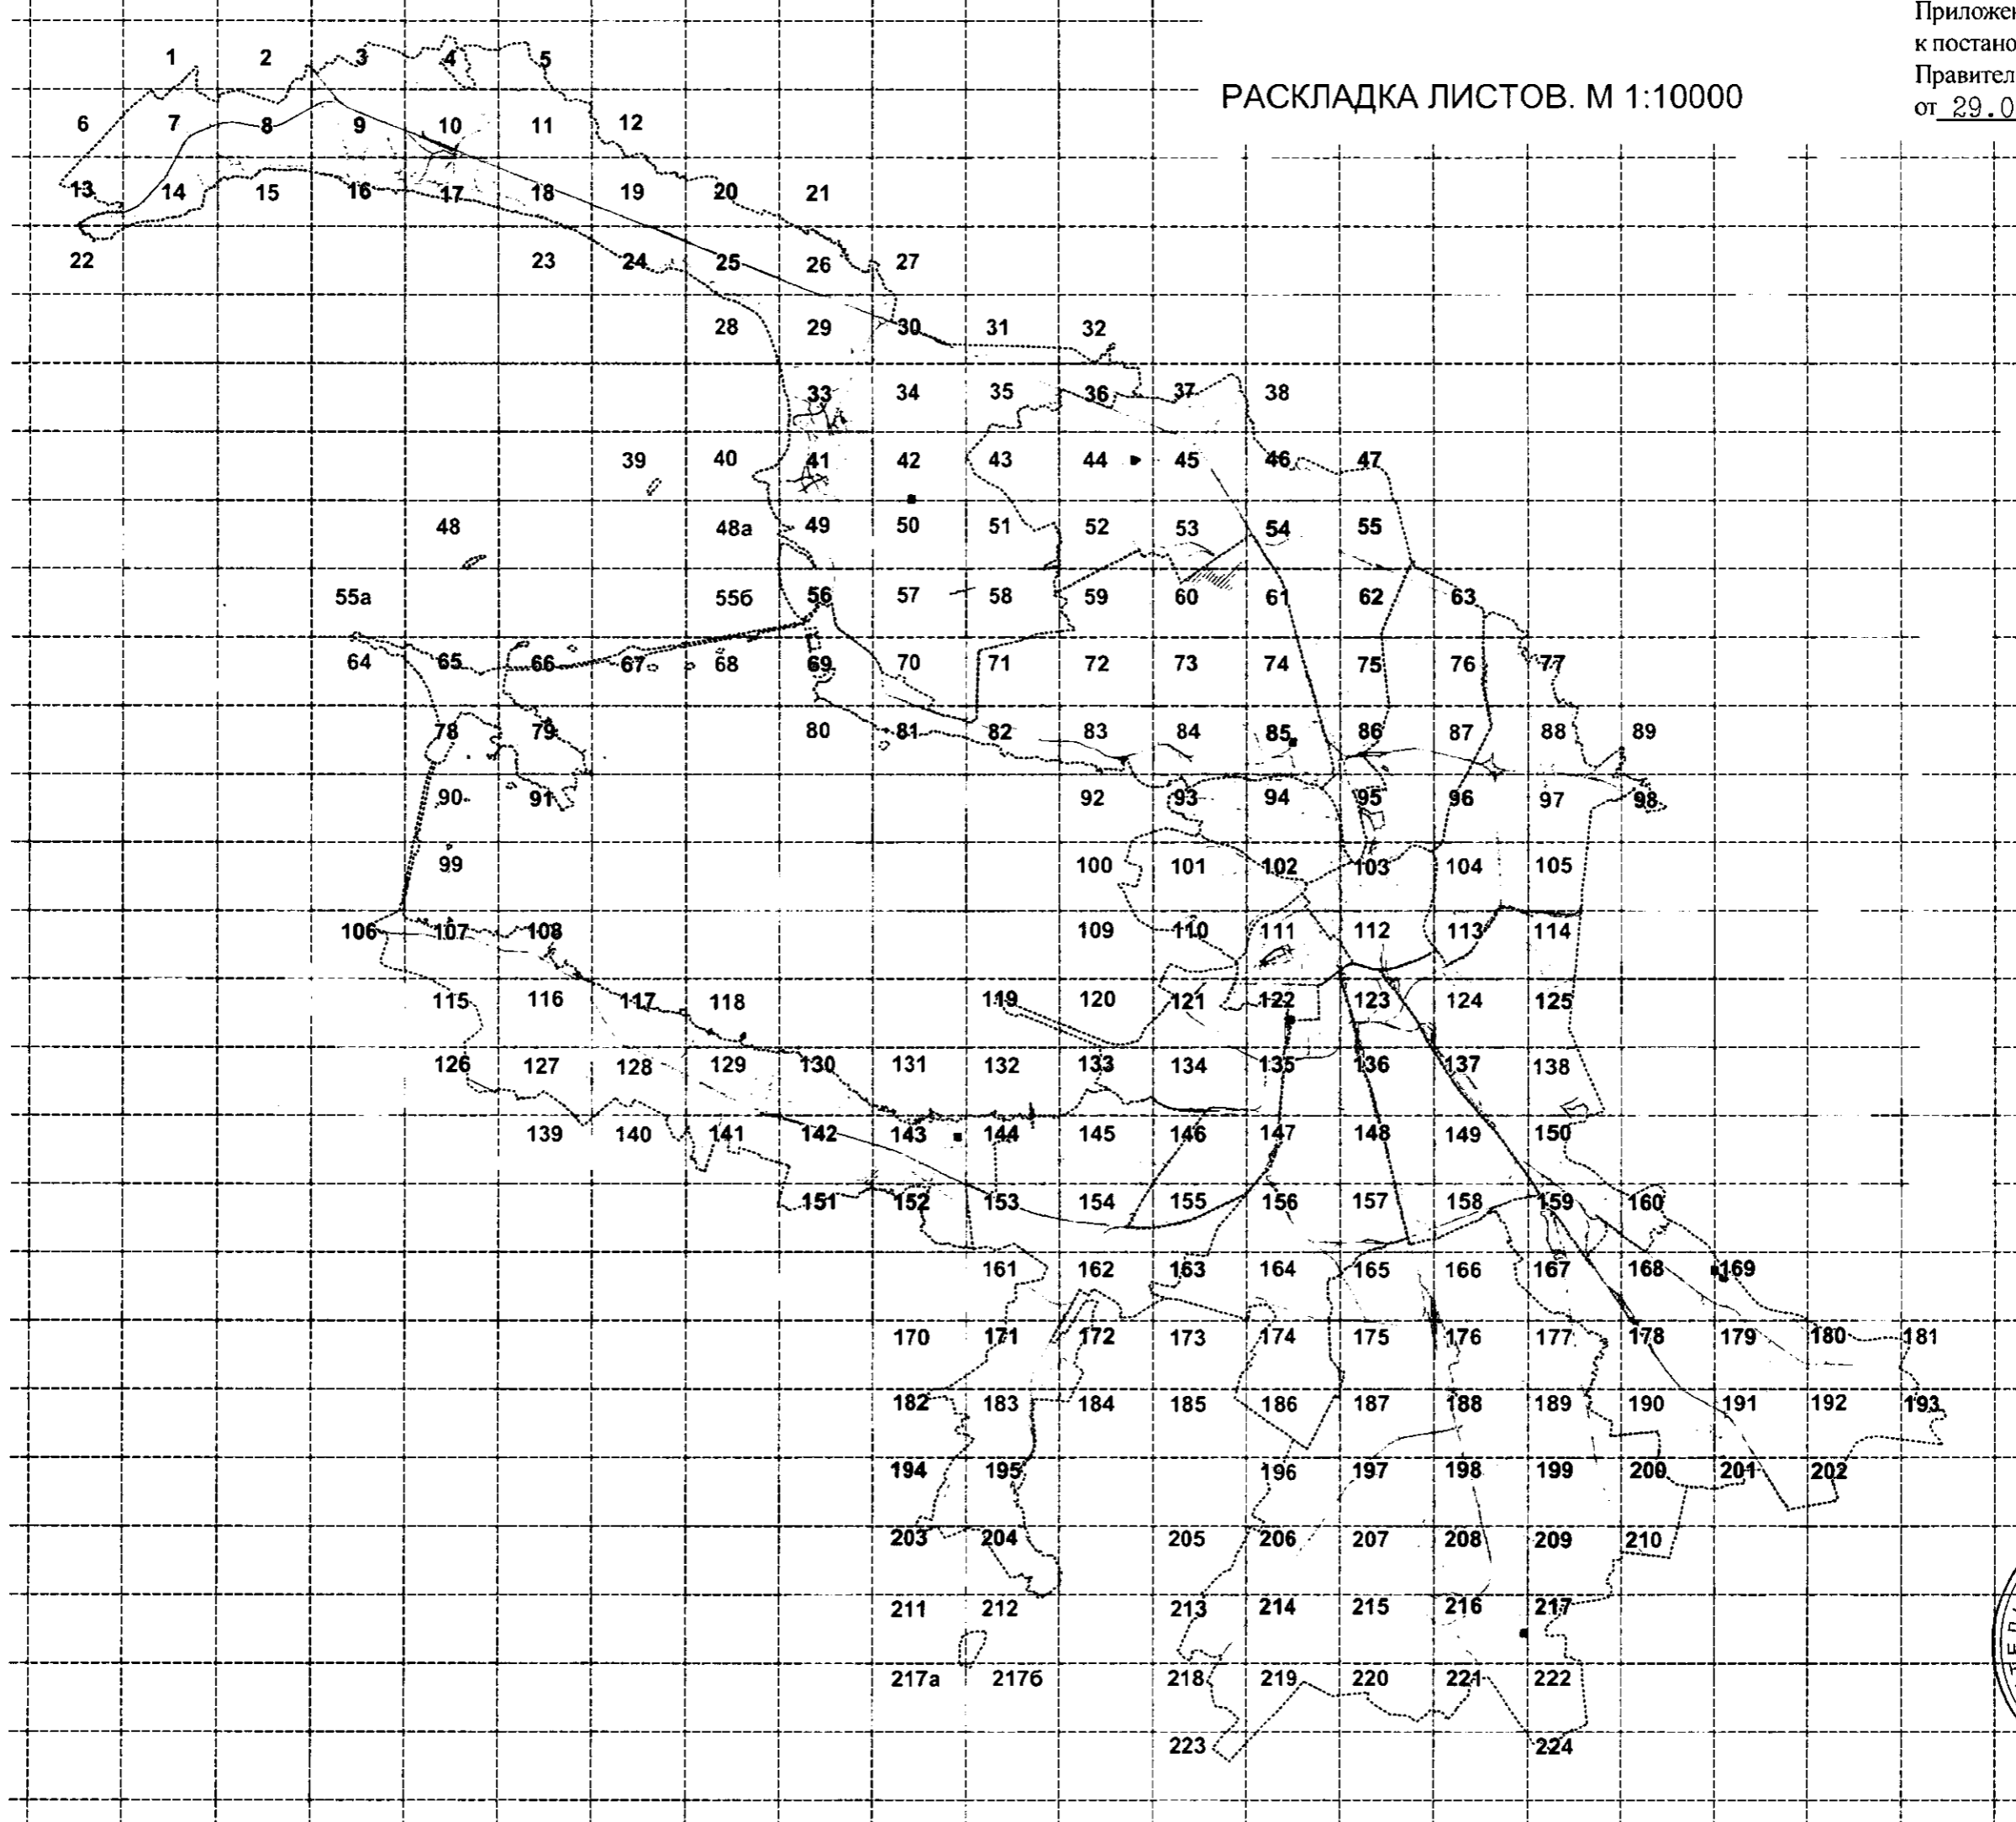 Приложен
к постано
Правител
от 29.0
РАСКЛАДКА ЛИСТОВ. М 1:10000
1 2 3 4 5
6 7 8 9 10 11 12
13 14 15 16 17 18 19 20 21
22 23 24 25 26 27
28 29 30 31 32
33 34 35 36 37 38
39 40 41 42 43 44 45 46 47
48 48а 49 50 51 52 53 54 55
55а 55б 56 57 58 59 60 61 62 63
64 65 66 67 68 69 70 71 72 73 74 75 76 77
78 79 80 81 82 83 84 85 86 87 88 89
90 91 92 93 94 95 96 97 98
99 100 101 102 103 104 105
106 107 108 109 110 111 112 113 114
115 116 117 118 119 120 121 122 123 124 125
126 127 128 129 130 131 132 133 134 135 136 137 138
139 140 141 142 143 144 145 146 147 148 149 150
151 152 153 154 155 156 157 158 159 160
161 162 163 164 165 166 167 168 169
170 171 172 173 174 175 176 177 178 179 180 181
182 183 184 185 186 187 188 189 190 191 192 193
194 195 196 197 198 199 200 201 202
203 204 205 206 207 208 209 210
211 212 213 214 215 216 217
217а 217б 218 219 220 221 222
223 224